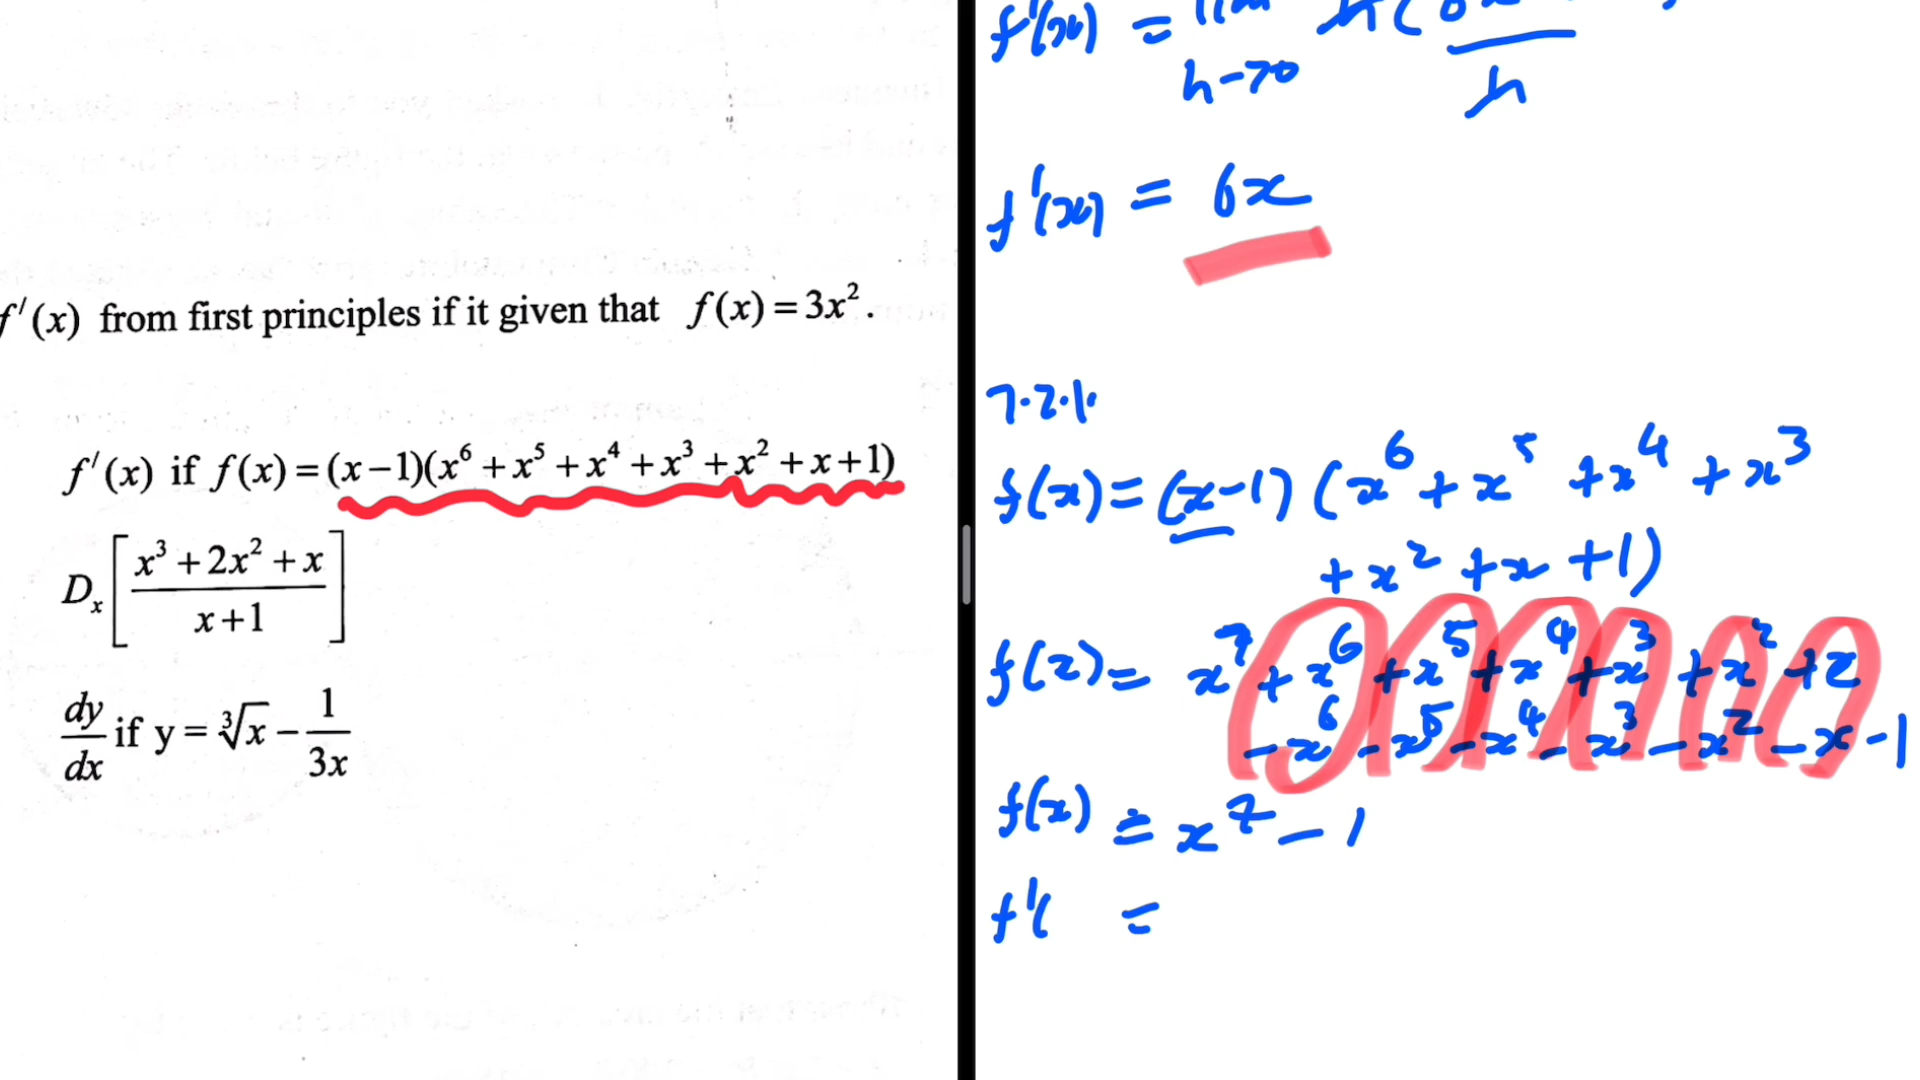 f'(x) from first principles if it given that f(x) = 3x².
f'(x) if f(x) = (x−1)(x⁶ + x⁵ + x⁴ + x³ + x² + x + 1)
Dₓ [ (x³ + 2x² + x) / (x+1) ]
dy/dx if y = ∛x − 1/3x
f'(x) =
h→0 h
f'(x) = 6x
7.2.1.
f(x) = (x−1) (x⁶ + x⁵ + x⁴ + x³
+ x² + x + 1)
f(x) = x⁷ + x⁶ + x⁵ + x⁴ + x³ + x² + x
− x⁶ − x⁵ − x⁴ − x³ − x² − x − 1
f(x) = x⁷ − 1
f'( =